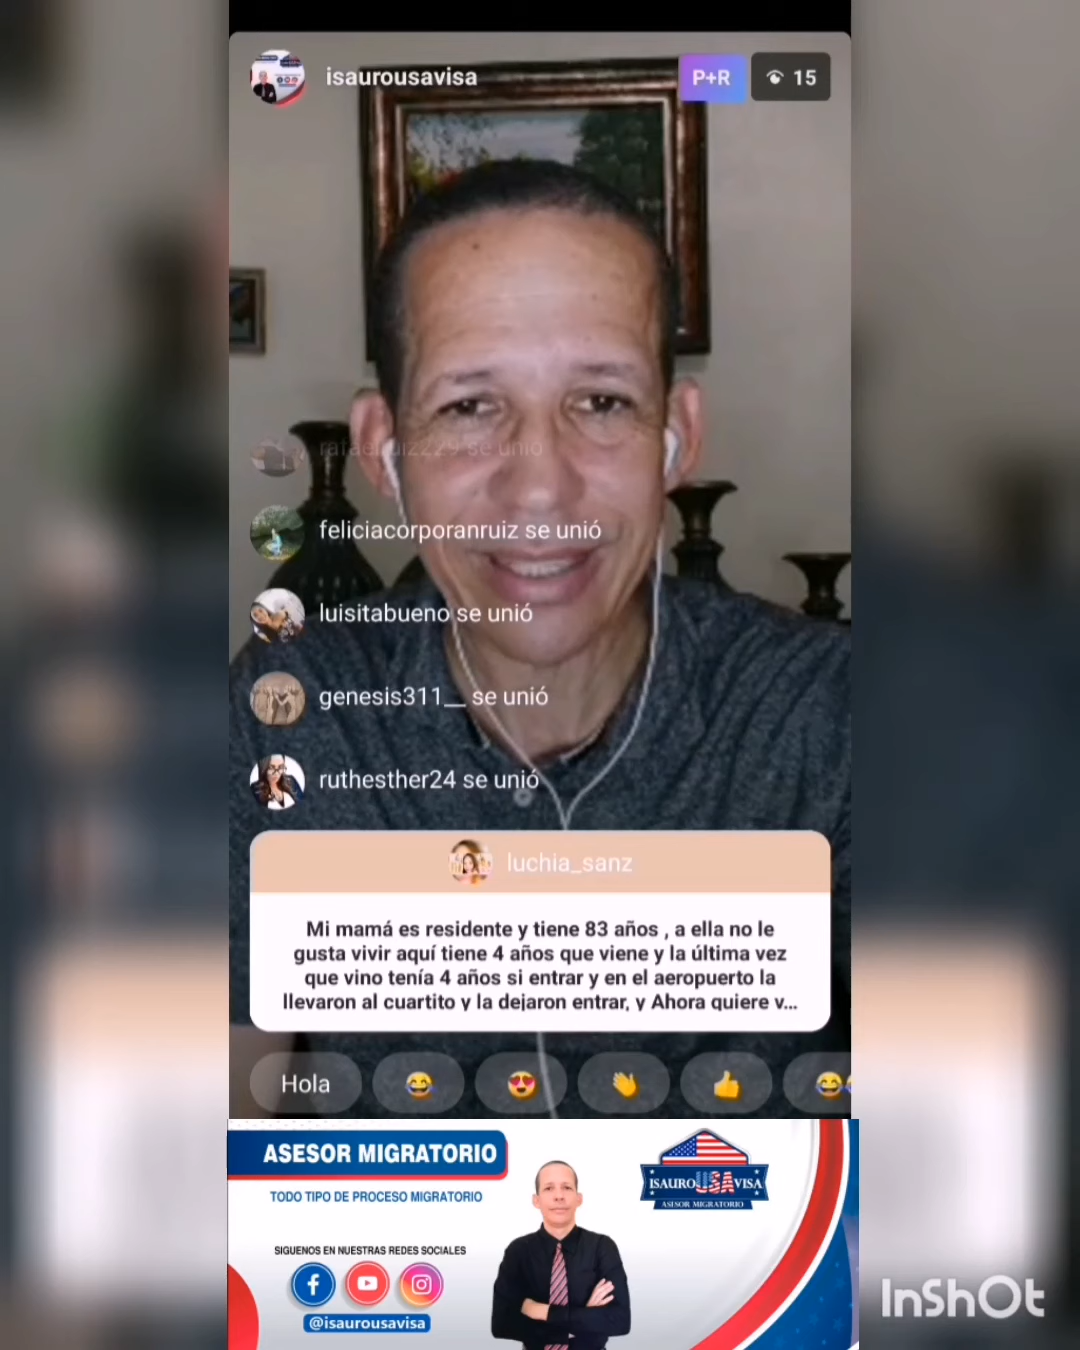 isaurousavisa
P+R
15
rafaelruiz229 se unió
feliciacorporanruiz se unió
luisitabueno se unió
genesis311__ se unió
ruthesther24 se unió
luchia_sanz
Mi mamá es residente y tiene 83 años , a ella no le
gusta vivir aquí tiene 4 años que viene y la última vez
que vino tenía 4 años si entrar y en el aeropuerto la
llevaron al cuartito y la dejaron entrar, y Ahora quiere v...
Hola
ASESOR MIGRATORIO
TODO TIPO DE PROCESO MIGRATORIO
SIGUENOS EN NUESTRAS REDES SOCIALES
@isaurousavisa
ISAURO USA VISA
ASESOR MIGRATORIO
InShOt